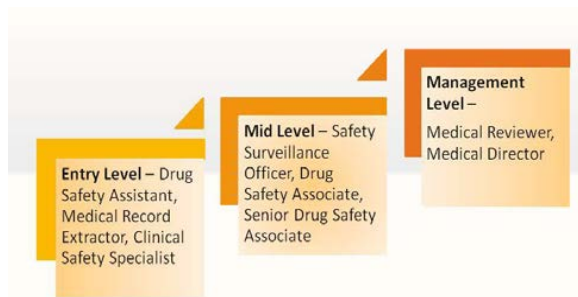 Entry Level – Drug
Safety Assistant,
Medical Record
Extractor, Clinical
Safety Specialist
Mid Level – Safety
Surveillance
Officer, Drug
Safety Associate,
Senior Drug Safety
Associate
Management
Level –
Medical Reviewer,
Medical Director